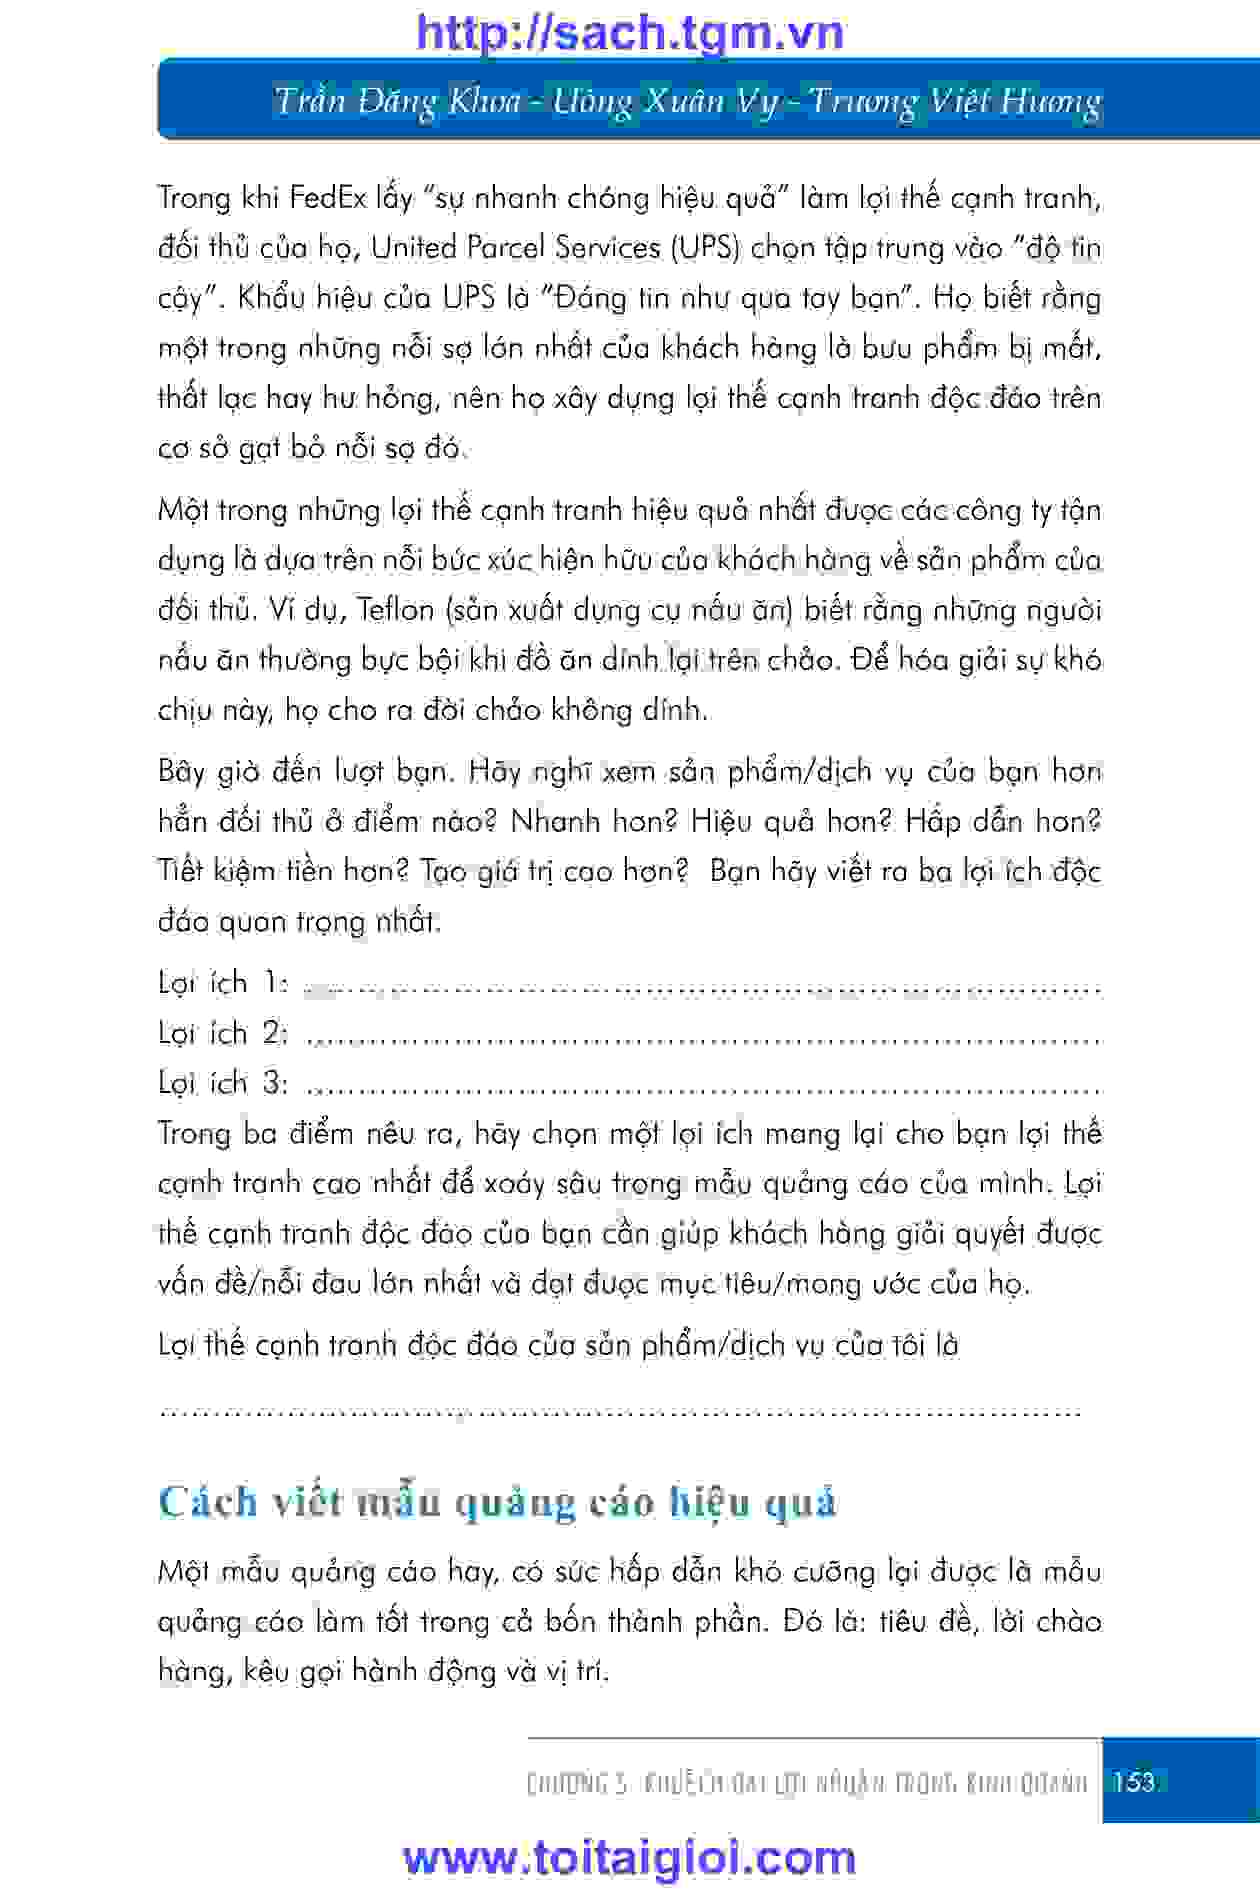 http://sach.tgm.vn
Trần Đăng Khoa - Uông Xuân Vy - Trương Việt Hương
Trong khi FedEx lấy “sự nhanh chóng hiệu quả” làm lợi thế cạnh tranh,
đối thủ của họ, United Parcel Services (UPS) chọn tập trung vào “độ tin
cậy”. Khẩu hiệu của UPS là “Đáng tin như qua tay bạn”. Họ biết rằng
một trong những nỗi sợ lớn nhất của khách hàng là bưu phẩm bị mất,
thất lạc hay hư hỏng, nên họ xây dựng lợi thế cạnh tranh độc đáo trên
cơ sở gạt bỏ nỗi sợ đó.
Một trong những lợi thế cạnh tranh hiệu quả nhất được các công ty tận
dụng là dựa trên nỗi bức xúc hiện hữu của khách hàng về sản phẩm của
đối thủ. Ví dụ, Teflon (sản xuất dụng cụ nấu ăn) biết rằng những người
nấu ăn thường bực bội khi đồ ăn dính lại trên chảo. Để hóa giải sự khó
chịu này, họ cho ra đời chảo không dính.
Bây giờ đến lượt bạn. Hãy nghĩ xem sản phẩm/dịch vụ của bạn hơn
hẳn đối thủ ở điểm nào? Nhanh hơn? Hiệu quả hơn? Hấp dẫn hơn?
Tiết kiệm tiền hơn? Tạo giá trị cao hơn? Bạn hãy viết ra ba lợi ích độc
đáo quan trọng nhất.
Lợi ích 1: ......................................................................
Lợi ích 2: ......................................................................
Lợi ích 3: ......................................................................
Trong ba điểm nêu ra, hãy chọn một lợi ích mang lại cho bạn lợi thế
cạnh tranh cao nhất để xoáy sâu trong mẫu quảng cáo của mình. Lợi
thế cạnh tranh độc đáo của bạn cần giúp khách hàng giải quyết được
vấn đề/nỗi đau lớn nhất và đạt được mục tiêu/mong ước của họ.
Lợi thế cạnh tranh độc đáo của sản phẩm/dịch vụ của tôi là
................................................................................
Cách viết mẫu quảng cáo hiệu quả
Một mẫu quảng cáo hay, có sức hấp dẫn khó cưỡng lại được là mẫu
quảng cáo làm tốt trong cả bốn thành phần. Đó là: tiêu đề, lời chào
hàng, kêu gọi hành động và vị trí.
CHƯƠNG 5: KHUẾCH ĐẠI LỢI NHUẬN TRONG KINH DOANH 153
www.toitaigioi.com